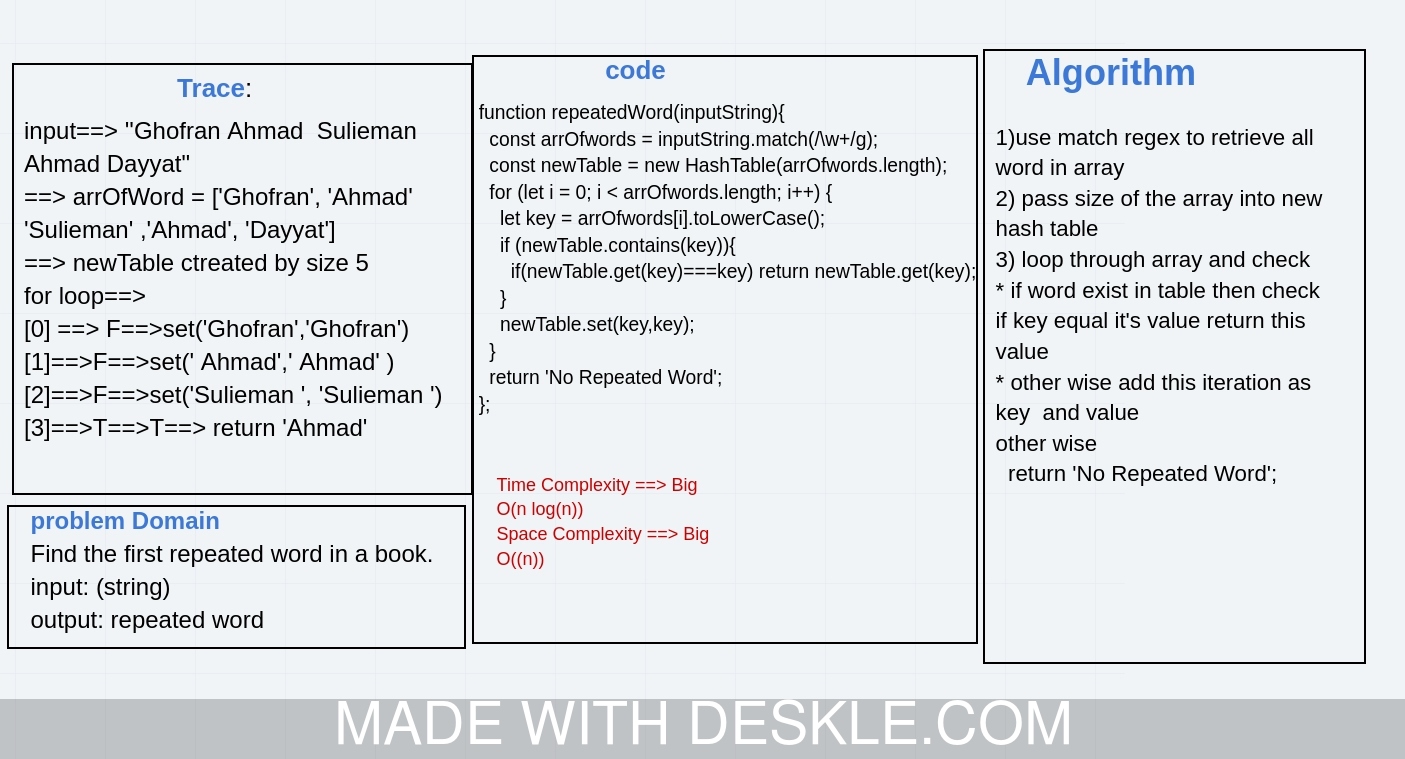 Trace:
input==> "Ghofran Ahmad  Sulieman
Ahmad Dayyat"
==> arrOfWord = ['Ghofran', 'Ahmad'
'Sulieman' ,'Ahmad', 'Dayyat']
==> newTable ctreated by size 5
for loop==>
[0] ==> F==>set('Ghofran','Ghofran')
[1]==>F==>set(' Ahmad',' Ahmad' )
[2]==>F==>set('Sulieman ', 'Sulieman ')
[3]==>T==>T==> return 'Ahmad'
problem Domain
Find the first repeated word in a book.
input: (string)
output: repeated word
code
function repeatedWord(inputString){
  const arrOfwords = inputString.match(/\w+/g);
  const newTable = new HashTable(arrOfwords.length);
  for (let i = 0; i < arrOfwords.length; i++) {
    let key = arrOfwords[i].toLowerCase();
    if (newTable.contains(key)){
      if(newTable.get(key)===key) return newTable.get(key);
    }
    newTable.set(key,key);
  }
  return 'No Repeated Word';
};
Time Complexity ==> Big
O(n log(n))
Space Complexity ==> Big
O((n))
Algorithm
1)use match regex to retrieve all
word in array
2) pass size of the array into new
hash table
3) loop through array and check
* if word exist in table then check
if key equal it's value return this
value
* other wise add this iteration as
key  and value
other wise
  return 'No Repeated Word';
MADE WITH DESKLE.COM